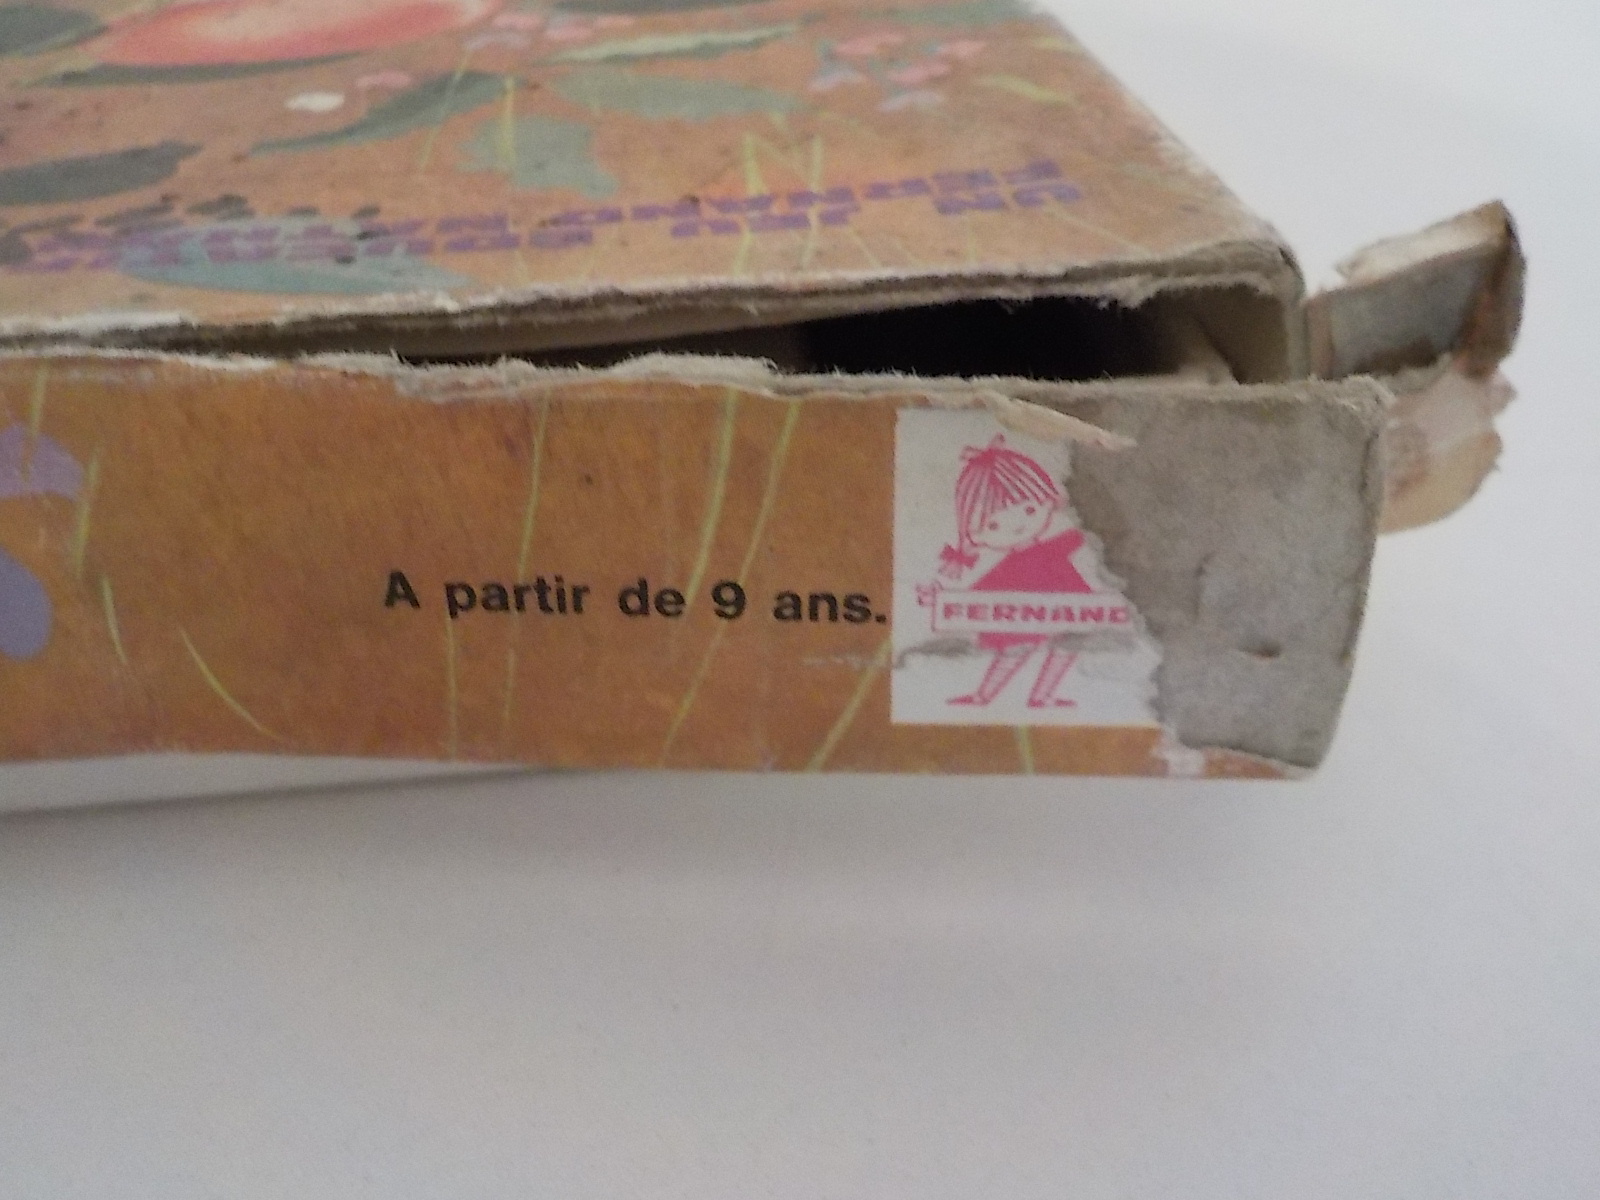 A partir de 9 ans.
FERNAND